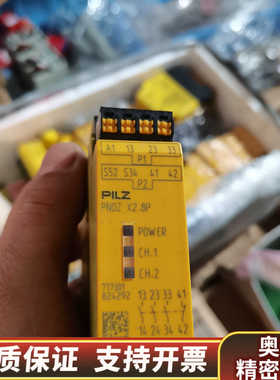 A1 13 23 33
P1
S52 S34 41 42
P2
PILZ
PNOZ X2.8P
POWER
CH.1
CH.2
777301
824292
13 23 33 41
14 24 34 42
奥
精密
质保证 支持开票